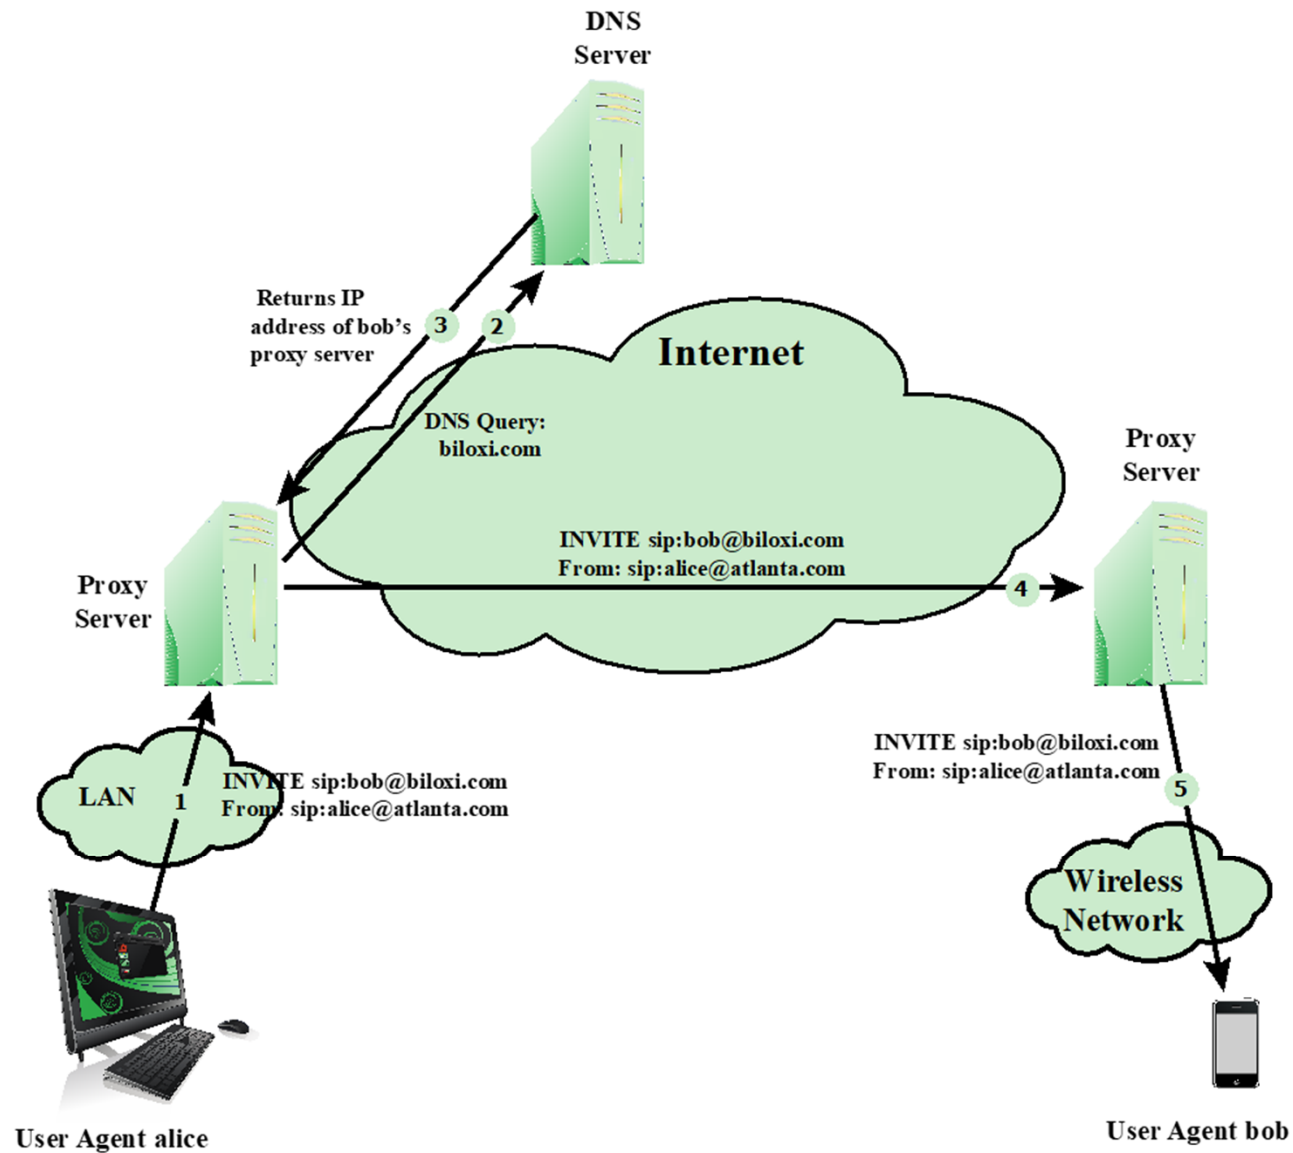 DNS
Server
Returns IP
address of bob's
proxy server
3
2
Internet
DNS Query:
biloxi.com
Proxy
Server
INVITE sip:bob@biloxi.com
From: sip:alice@atlanta.com
4
Proxy
Server
LAN
1
INVITE sip:bob@biloxi.com
From: sip:alice@atlanta.com
INVITE sip:bob@biloxi.com
From: sip:alice@atlanta.com
5
Wireless
Network
User Agent alice
User Agent bob